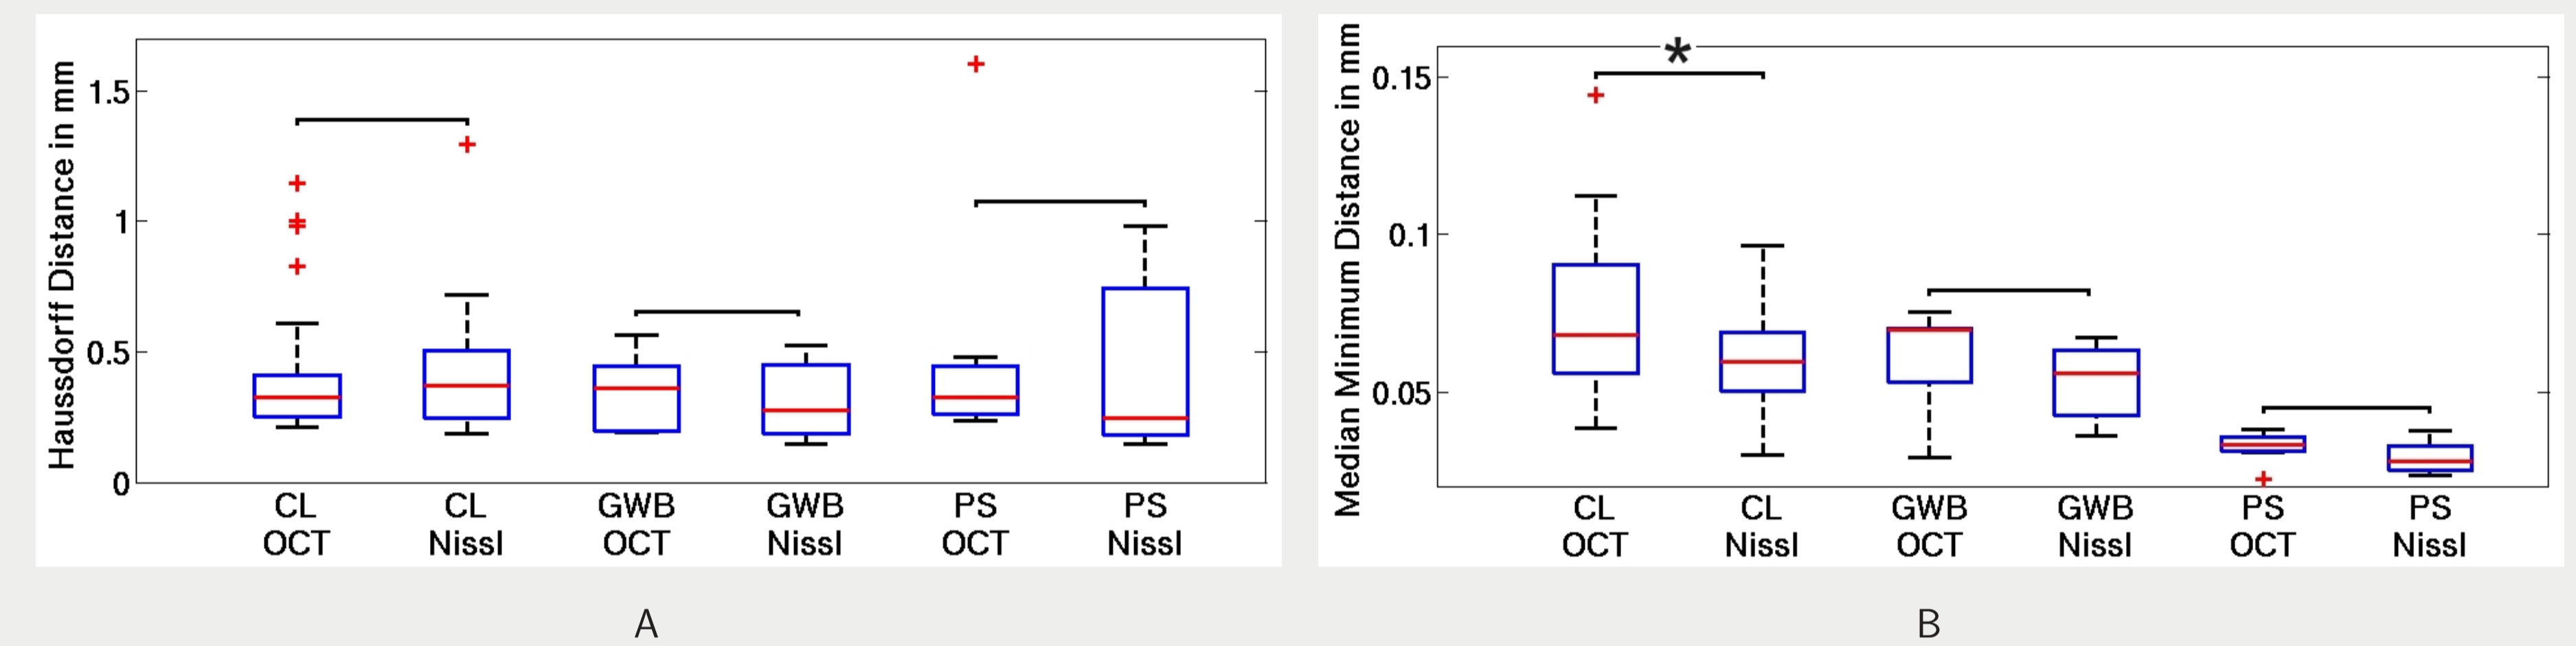 Haussdorff Distance in mm
1.5
1
0.5
0
CL
OCT
CL
Nissl
GWB
OCT
GWB
Nissl
PS
OCT
PS
Nissl
A
Median Minimum Distance in mm
*
0.15
0.1
0.05
CL
OCT
CL
Nissl
GWB
OCT
GWB
Nissl
PS
OCT
PS
Nissl
B